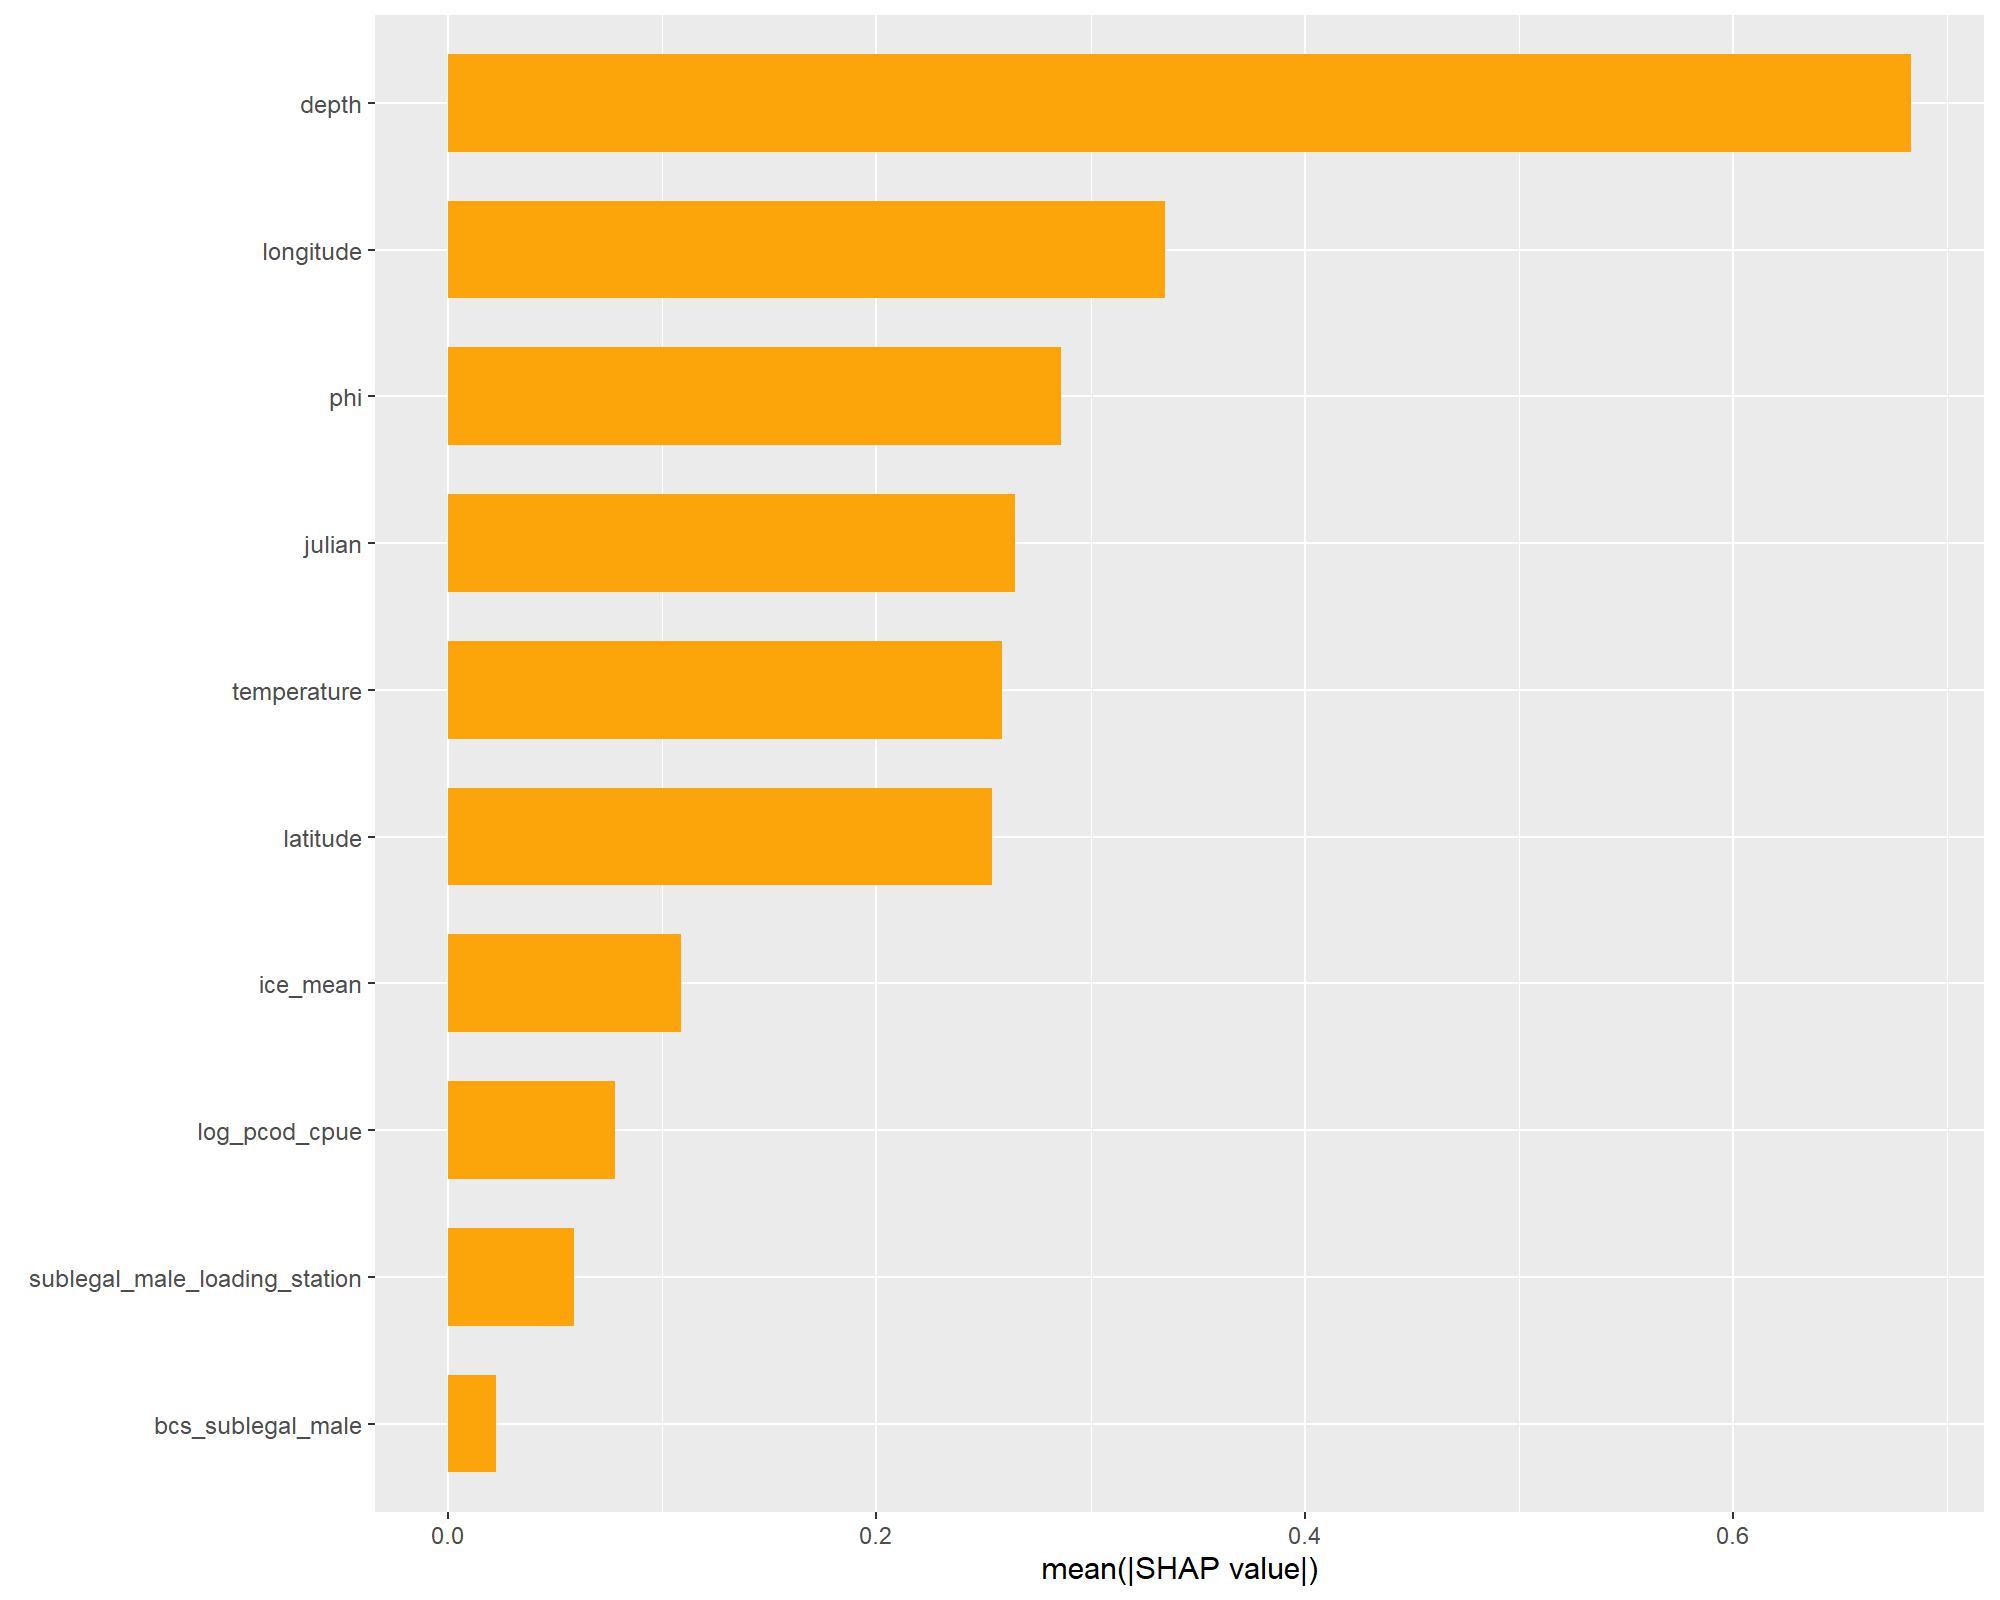 depth
longitude
phi
julian
temperature
latitude
ice_mean
log_pcod_cpue
sublegal_male_loading_station
bcs_sublegal_male
0.0 0.2 0.4 0.6
mean(|SHAP value|)